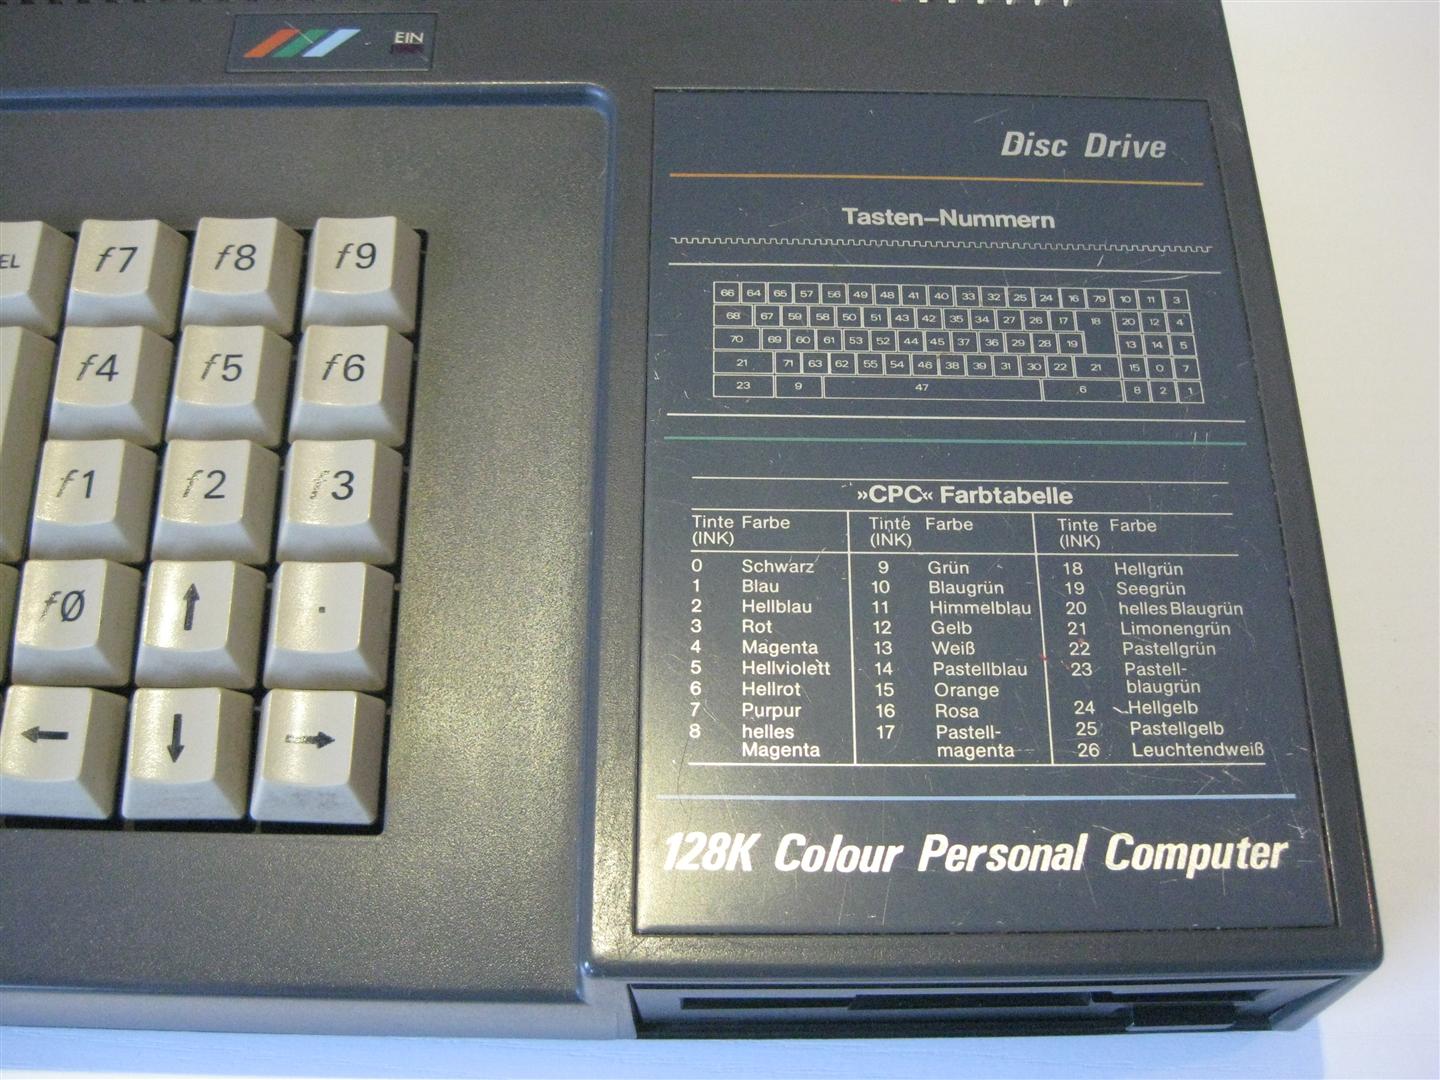 EIN
Disc Drive
Tasten-Nummern
66 64 65 57 56 49 48 41 40 33 32 25 24 16 79 10 11 3
68 67 59 58 50 51 43 42 35 34 27 26 17 18 20 12 4
70 69 60 61 53 52 44 45 37 36 29 28 19 13 14 5
21 71 63 62 55 54 46 38 39 31 30 22 21 15 0 7
23 9 47 6 8 2 1
»CPC« Farbtabelle
Tinte Farbe Tinte Farbe Tinte Farbe
(INK) (INK) (INK)
0 Schwarz 9 Grün 18 Hellgrün
1 Blau 10 Blaugrün 19 Seegrün
2 Hellblau 11 Himmelblau 20 helles Blaugrün
3 Rot 12 Gelb 21 Limonengrün
4 Magenta 13 Weiß 22 Pastellgrün
5 Hellviolett 14 Pastellblau 23 Pastell-
6 Hellrot 15 Orange blaugrün
7 Purpur 16 Rosa 24 Hellgelb
8 helles 17 Pastell- 25 Pastellgelb
Magenta magenta 26 Leuchtendweiß
128K Colour Personal Computer
EL f7 f8 f9
f4 f5 f6
f1 f2 f3
f0 ↑ .
← ↓ →